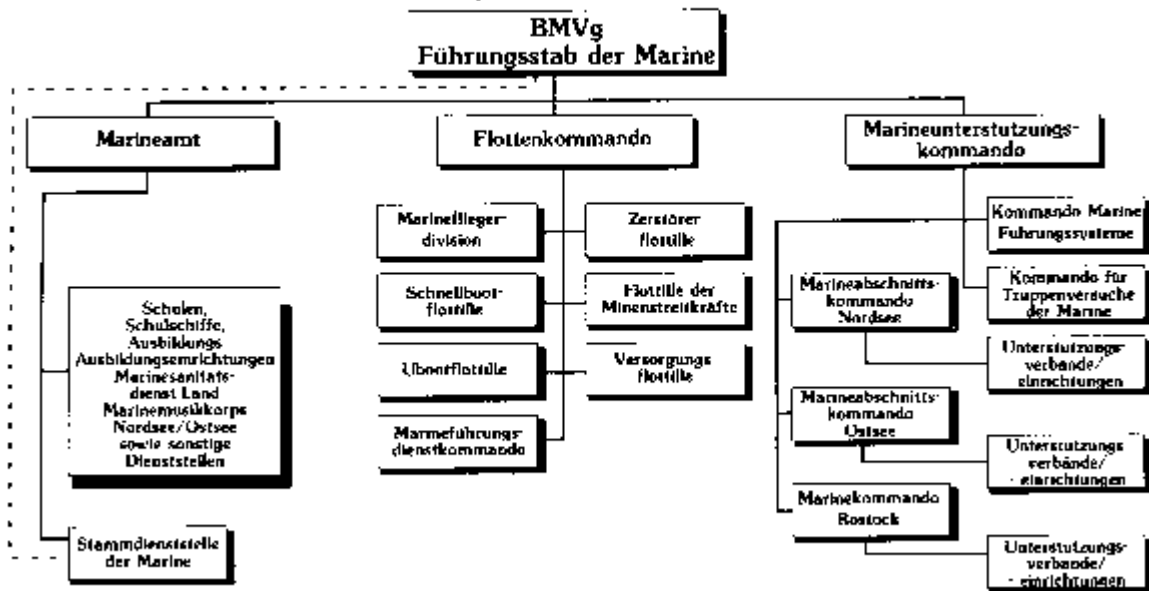 BMVg
Führungsstab der Marine
Marineamt
Flottenkommando
Marineunterstutzungs-
kommando
Scholen,
Schulschiffe,
Ausbildungs
Ausbildungseinrichtungen
Marinesanitats-
dienst Land
Marinemusikkorps
Nordsee/Ostsee
sowie sonstige
Dienststellen
Stammdienststelle
der Marine
Marineflieger-
division
Zerstörer
flottille
Schnellboot-
flottille
Flottille der
Minenstreitkräfte
Ubootflottille
Versorgungs
flottille
Marineführungs-
dienstkommando
Kommando Marine
Fuhrungssysteme
Marineabschnitts-
kommando
Nordsee
Kommando für
Truppenversuche
der Marine
Unterstutzungs-
verbande/
einrichtungen
Marineabschnitts-
kommando
Ostsee
Unterstutzungs
verbände/
-einrichtungen
Marinekommando
Rostock
Unterstutzungs-
verbande/
-einrichtungen